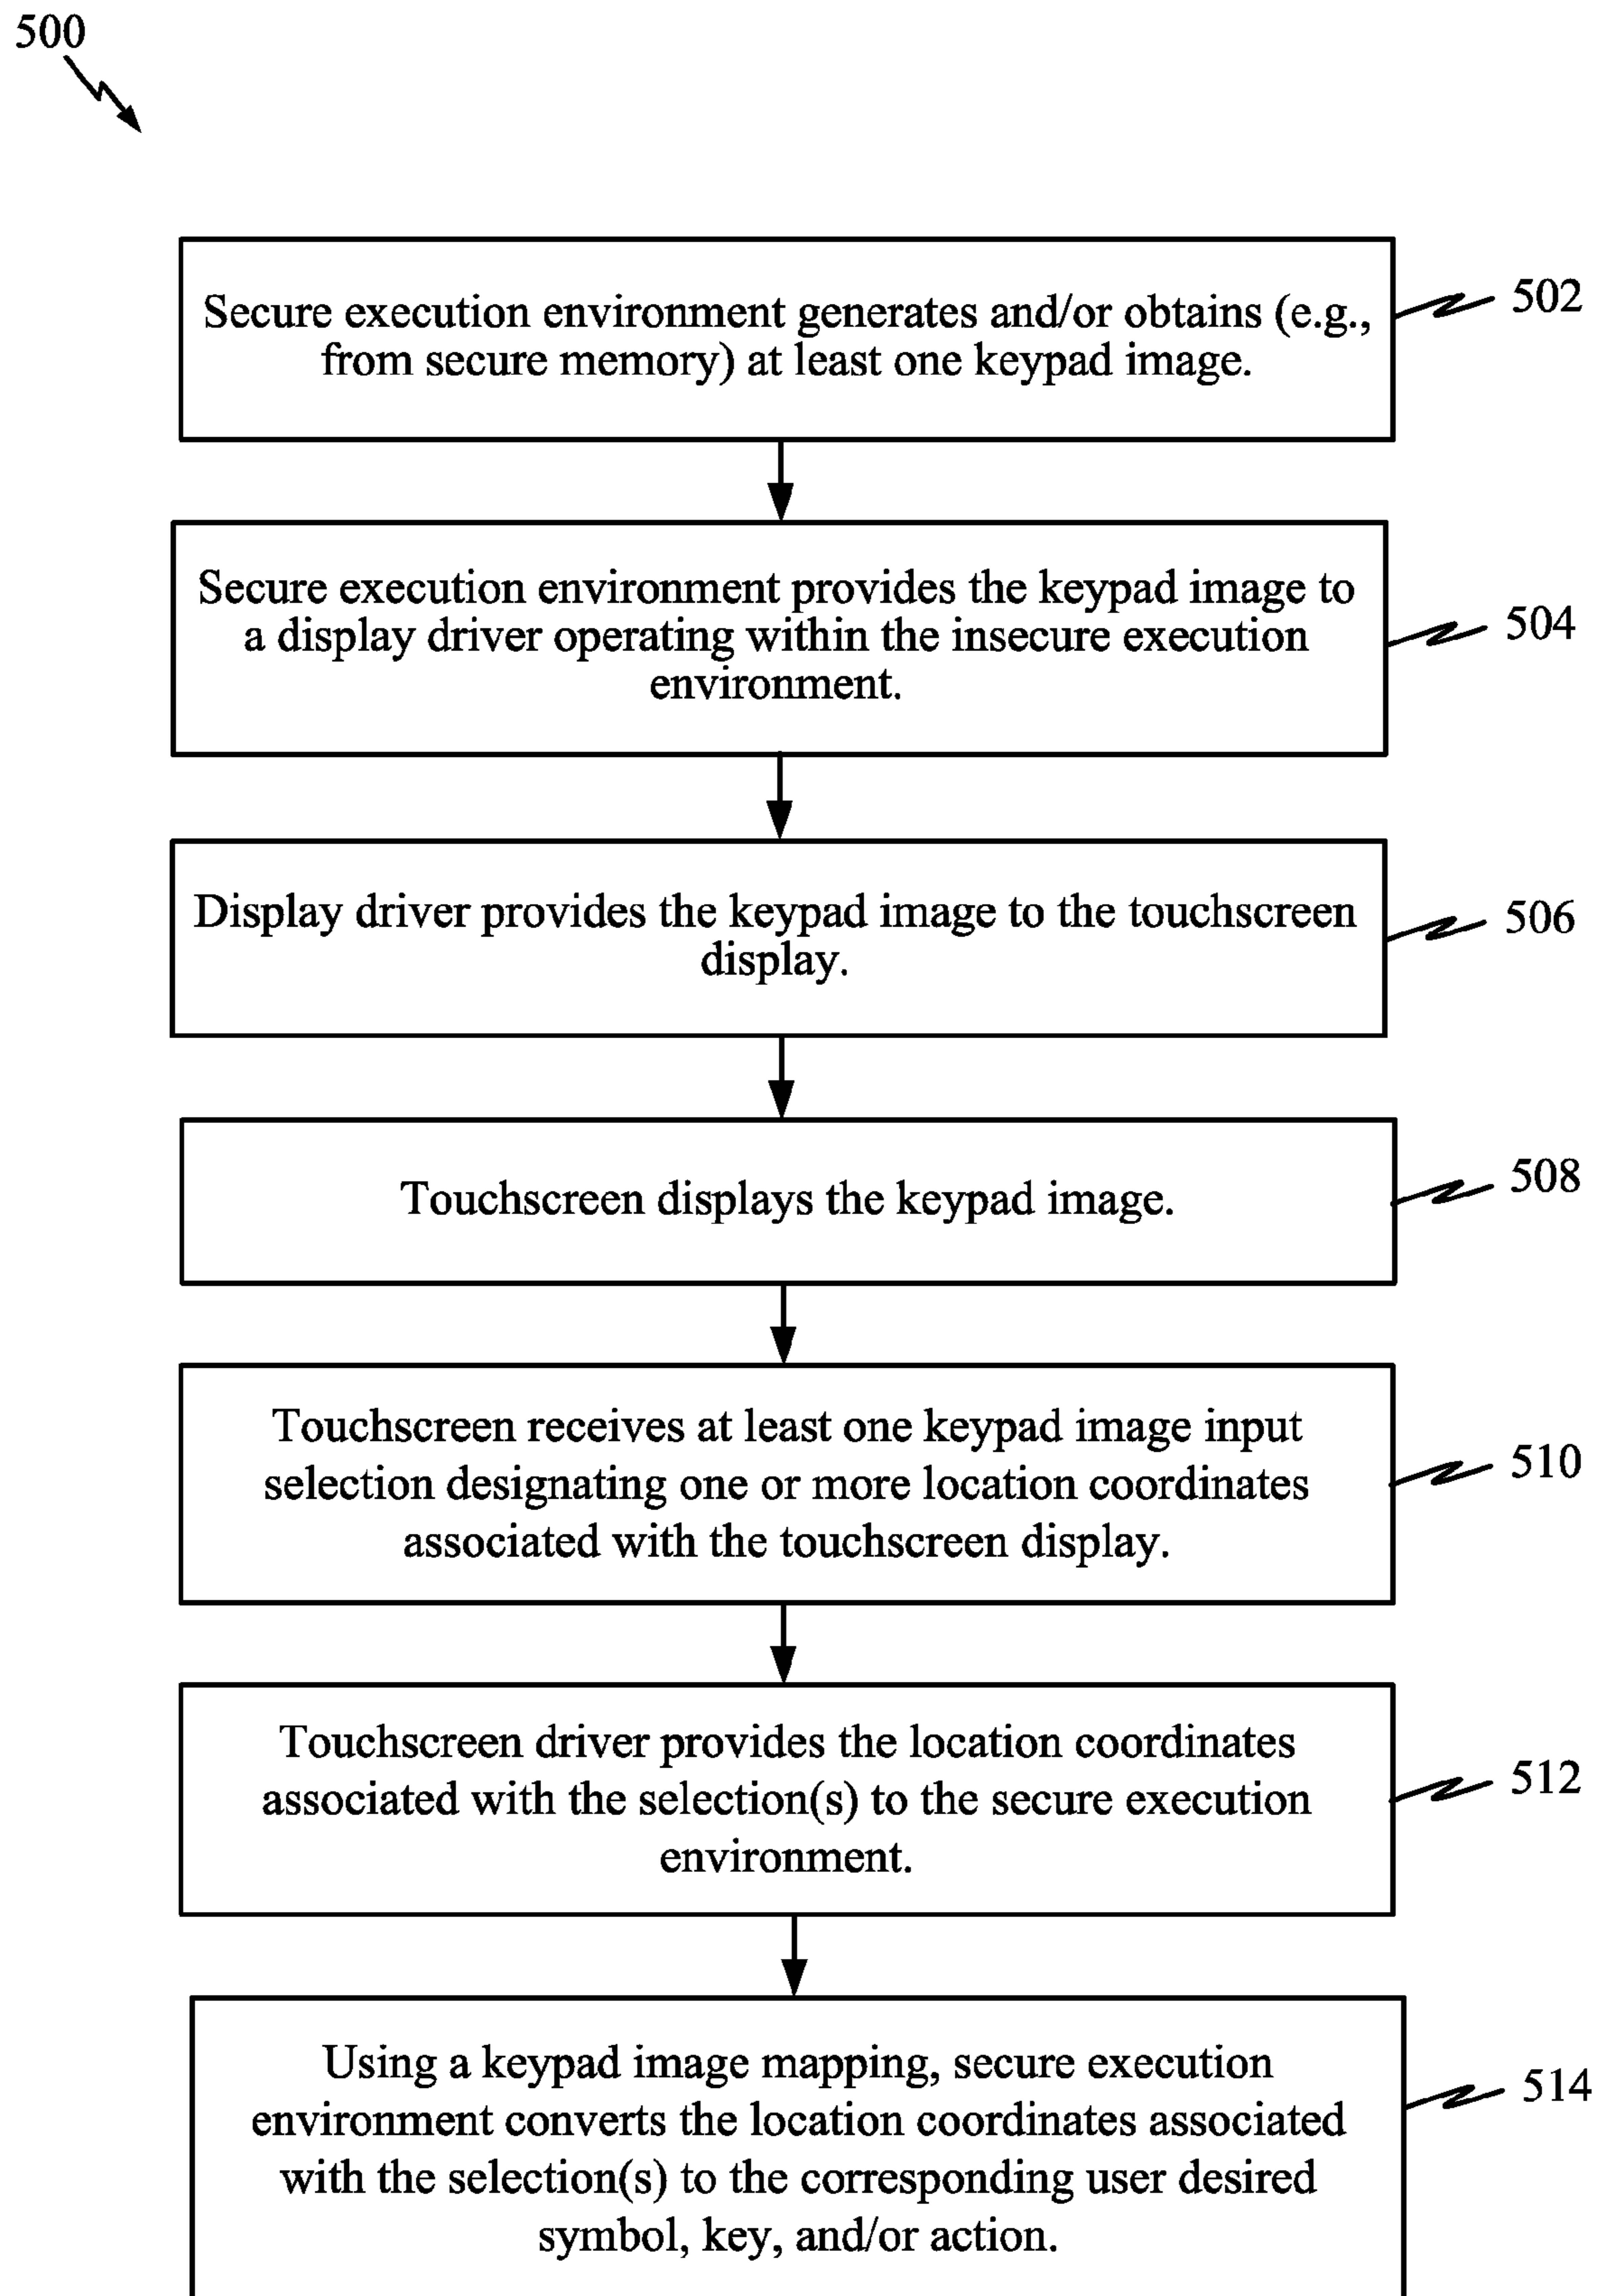 500
Secure execution environment generates and/or obtains (e.g.,
from secure memory) at least one keypad image.
502
Secure execution environment provides the keypad image to
a display driver operating within the insecure execution
environment.
504
Display driver provides the keypad image to the touchscreen
display.
506
Touchscreen displays the keypad image.
508
Touchscreen receives at least one keypad image input
selection designating one or more location coordinates
associated with the touchscreen display.
510
Touchscreen driver provides the location coordinates
associated with the selection(s) to the secure execution
environment.
512
Using a keypad image mapping, secure execution
environment converts the location coordinates associated
with the selection(s) to the corresponding user desired
symbol, key, and/or action.
514